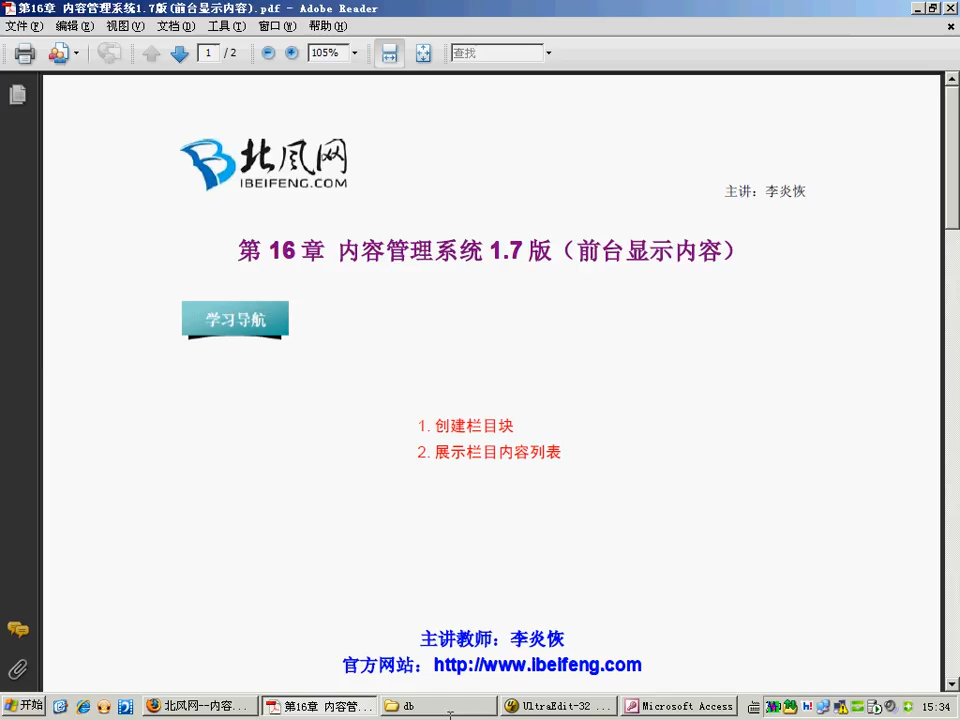 第16章 内容管理系统1.7版(前台显示内容).pdf - Adobe Reader
文件(F) 编辑(E) 视图(V) 文档(D) 工具(T) 窗口(W) 帮助(H)
1 / 2 105% 查找
北风网
IBEIFENG.COM
主讲：李炎恢
第 16 章 内容管理系统 1.7 版（前台显示内容）
学习导航
1. 创建栏目块
2. 展示栏目内容列表
主讲教师：李炎恢
官方网站：http://www.ibeifeng.com
开始 北风网--内容... 第16章 内容管... db UltraEdit-32 ... Microsoft Access 15:34